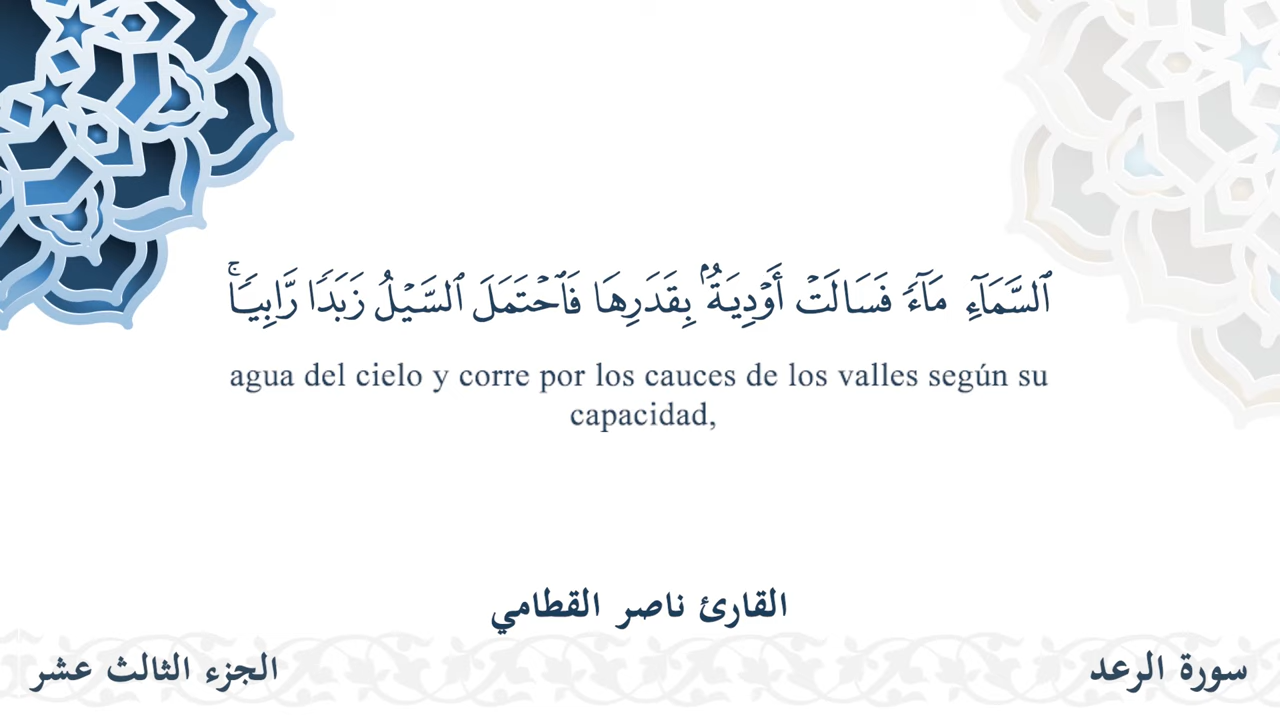 ٱلسَّمَآءِ مَآءٗ فَسَالَتۡ أَوۡدِيَةُۢ بِقَدَرِهَا فَٱحۡتَمَلَ ٱلسَّيۡلُ زَبَدٗا رَّابِيٗاۚ
agua del cielo y corre por los cauces de los valles según su
capacidad,
القارئ ناصر القطامي
سورة الرعد
الجزء الثالث عشر